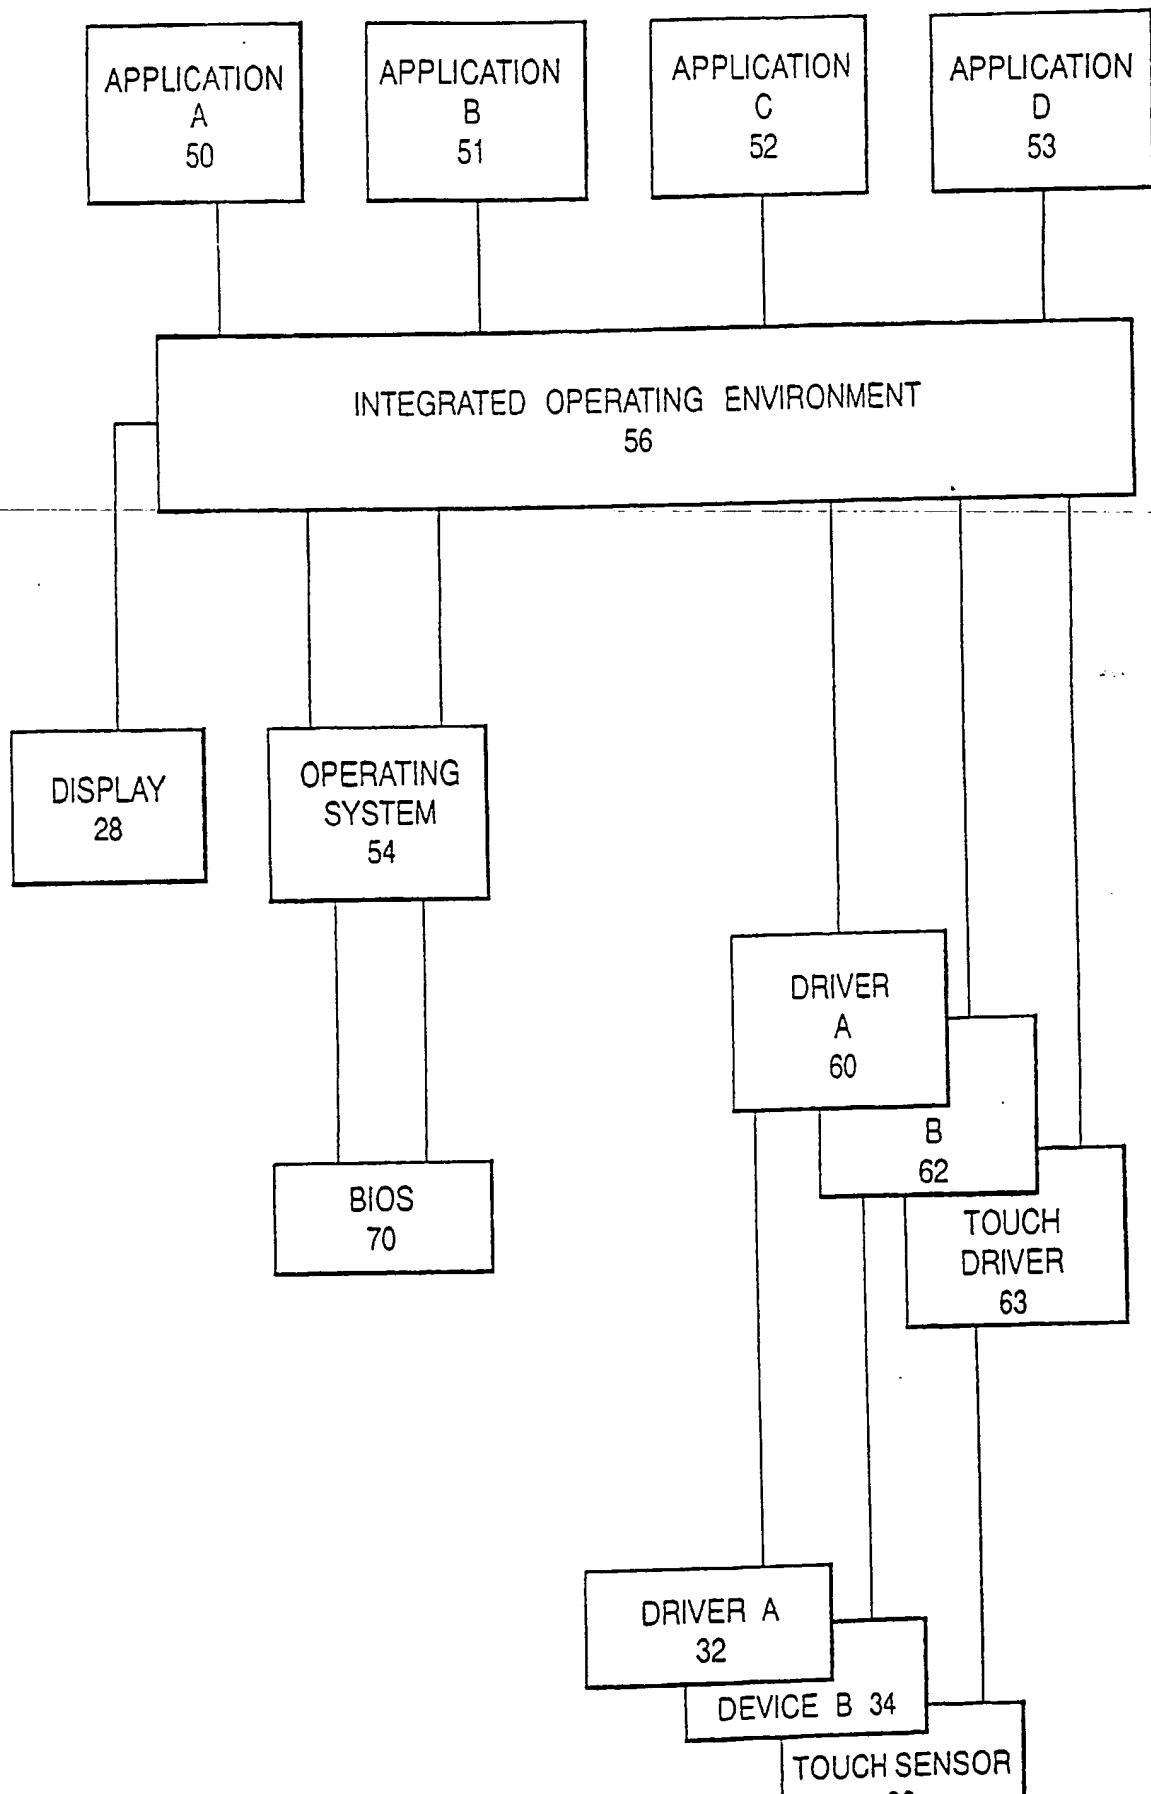 APPLICATION
A
50
APPLICATION
B
51
APPLICATION
C
52
APPLICATION
D
53
INTEGRATED OPERATING ENVIRONMENT
56
DISPLAY
28
OPERATING
SYSTEM
54
DRIVER
A
60
B
62
BIOS
70
TOUCH
DRIVER
63
DRIVER A
32
DEVICE B 34
TOUCH SENSOR